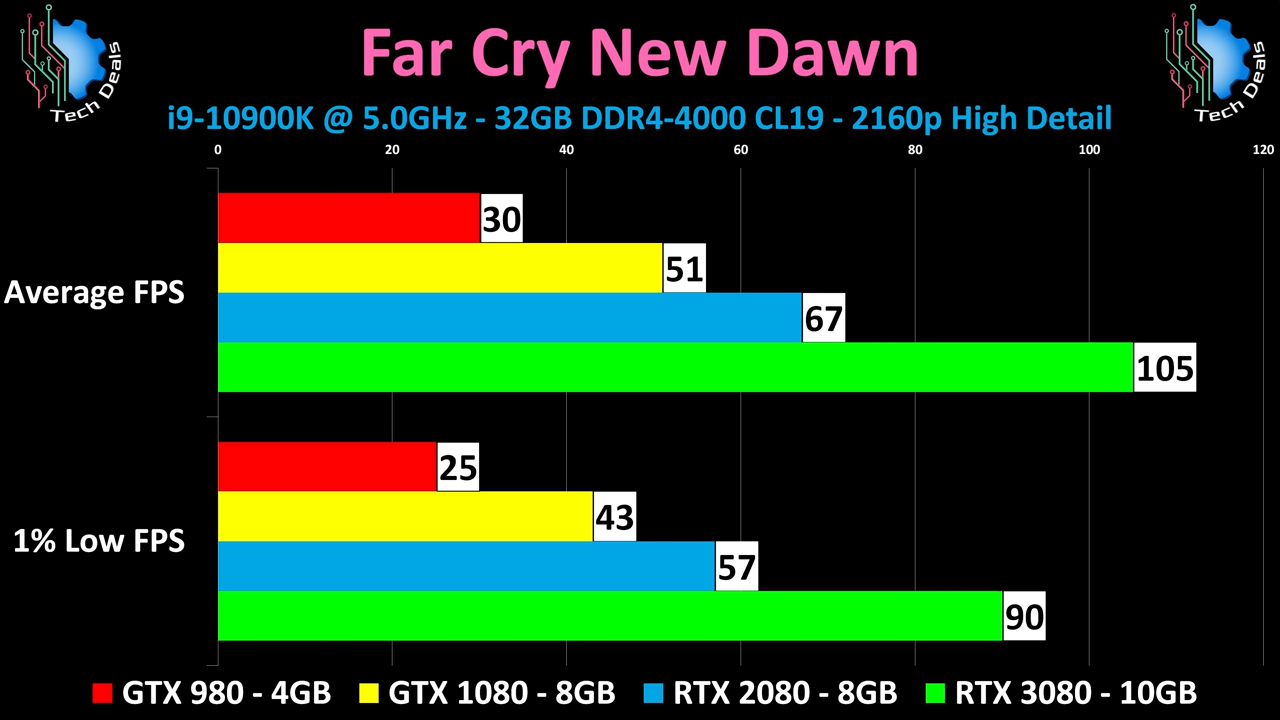 Far Cry New Dawn
Tech Deals
Tech Deals
i9-10900K @ 5.0GHz - 32GB DDR4-4000 CL19 - 2160p High Detail
0 20 40 60 80 100 120
30
51
Average FPS
67
105
25
43
1% Low FPS
57
90
GTX 980 - 4GB GTX 1080 - 8GB RTX 2080 - 8GB RTX 3080 - 10GB